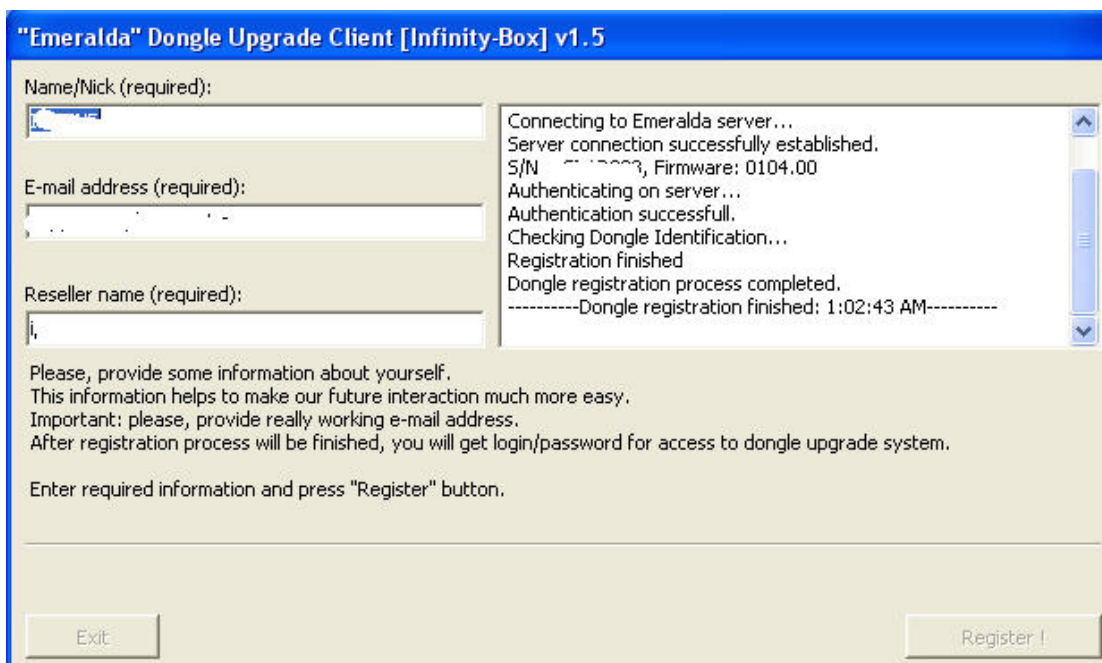 "Emeralda" Dongle Upgrade Client [Infinity-Box] v1.5
Name/Nick (required):
E-mail address (required):
Reseller name (required):
i,
Connecting to Emeralda server...
Server connection successfully established.
S/N , Firmware: 0104.00
Authenticating on server...
Authentication successfull.
Checking Dongle Identification...
Registration finished
Dongle registration process completed.
----------Dongle registration finished: 1:02:43 AM----------
Please, provide some information about yourself.
This information helps to make our future interaction much more easy.
Important: please, provide really working e-mail address.
After registration process will be finished, you will get login/password for access to dongle upgrade system.
Enter required information and press "Register" button.
Exit
Register !